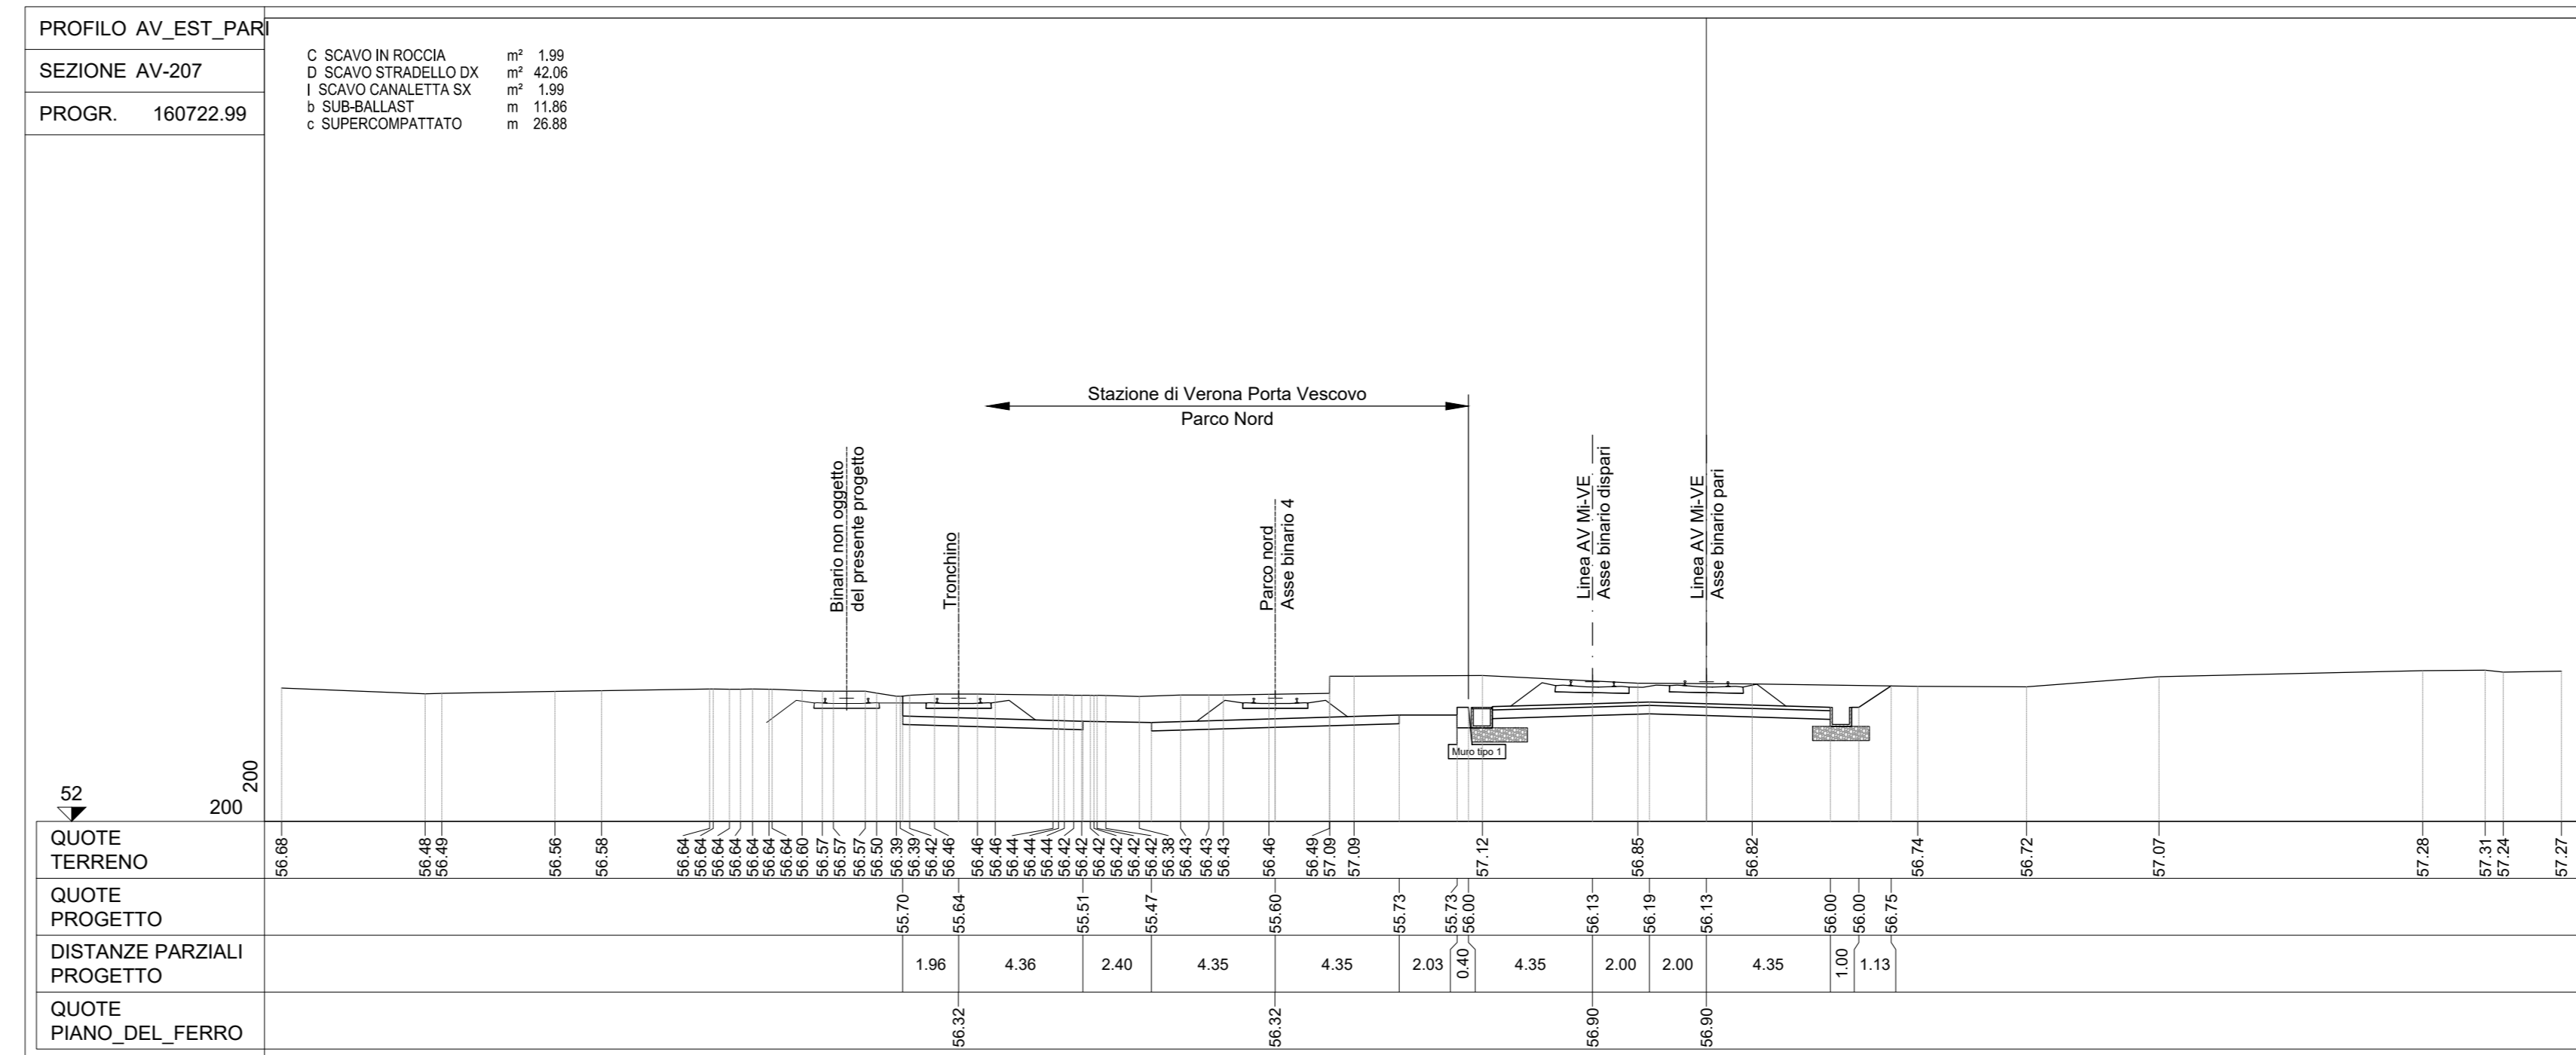 PROFILO AV_EST_PARI
SEZIONE AV-207
PROGR. 160722.99
C SCAVO IN ROCCIA m² 1.99
D SCAVO STRADELLO DX m² 42.06
I SCAVO CANALETTA SX m² 1.99
b SUB-BALLAST m 11.86
c SUPERCOMPATTATO m 26.88
Stazione di Verona Porta Vescovo
Parco Nord
Binario non oggetto
del presente progetto
Tronchino
Parco nord
Asse binario 4
Linea AV Mi-VE
Asse binario dispari
Linea AV Mi-VE
Asse binario pari
Muro tipo 1
200
52
200
QUOTE
TERRENO
56.68 56.48 56.49 56.56 56.58 56.64 56.64 56.64 56.64 56.64 56.64 56.64 56.60 56.57 56.57 56.57 56.50 56.39 56.39 56.42 56.46 56.46 56.46 56.44 56.44 56.44 56.42 56.42 56.42 56.42 56.42 56.42 56.38 56.43 56.43 56.43 56.46 56.49 57.09 57.09 57.12 56.85 56.82 56.74 56.72 57.07 57.28 57.31 57.24 57.27
QUOTE
PROGETTO
55.70 55.64 55.51 55.47 55.60 55.73 55.73 56.00 56.13 56.19 56.13 56.00 56.00 56.75
DISTANZE PARZIALI
PROGETTO
1.96 4.36 2.40 4.35 4.35 2.03 0.40 4.35 2.00 2.00 4.35 1.00 1.13
QUOTE
PIANO_DEL_FERRO
56.32 56.32 56.90 56.90